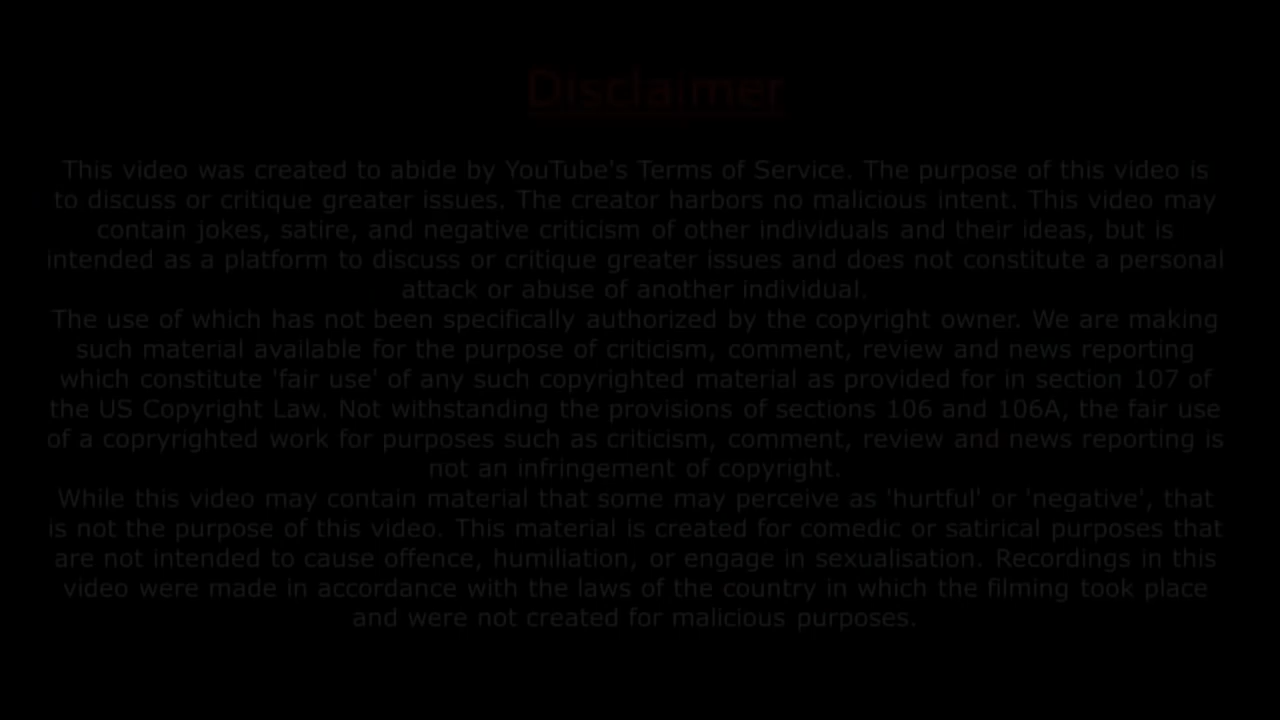 Disclaimer
This video was created to abide by YouTube's Terms of Service. The purpose of this video is
to discuss or critique greater issues. The creator harbors no malicious intent. This video may
contain jokes, satire, and negative criticism of other individuals and their ideas, but is
intended as a platform to discuss or critique greater issues and does not constitute a personal
attack or abuse of another individual.
The use of which has not been specifically authorized by the copyright owner. We are making
such material available for the purpose of criticism, comment, review and news reporting
which constitute 'fair use' of any such copyrighted material as provided for in section 107 of
the US Copyright Law. Not withstanding the provisions of sections 106 and 106A, the fair use
of a copryrighted work for purposes such as criticism, comment, review and news reporting is
not an infringement of copyright.
While this video may contain material that some may perceive as 'hurtful' or 'negative', that
is not the purpose of this video. This material is created for comedic or satirical purposes that
are not intended to cause offence, humiliation, or engage in sexualisation. Recordings in this
video were made in accordance with the laws of the country in which the filming took place
and were not created for malicious purposes.